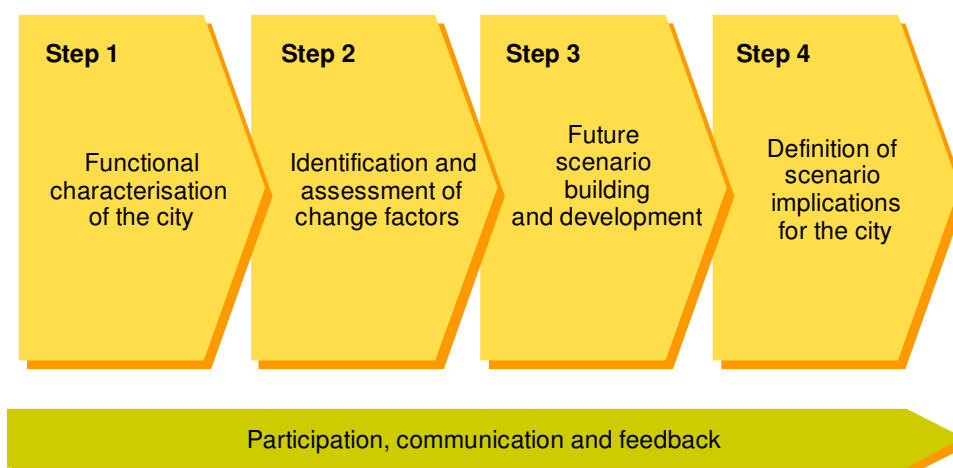 Step 1
Functional
characterisation
of the city
Step 2
Identification and
assessment of
change factors
Step 3
Future
scenario
building
and development
Step 4
Definition of
scenario
implications
for the city
Participation, communication and feedback